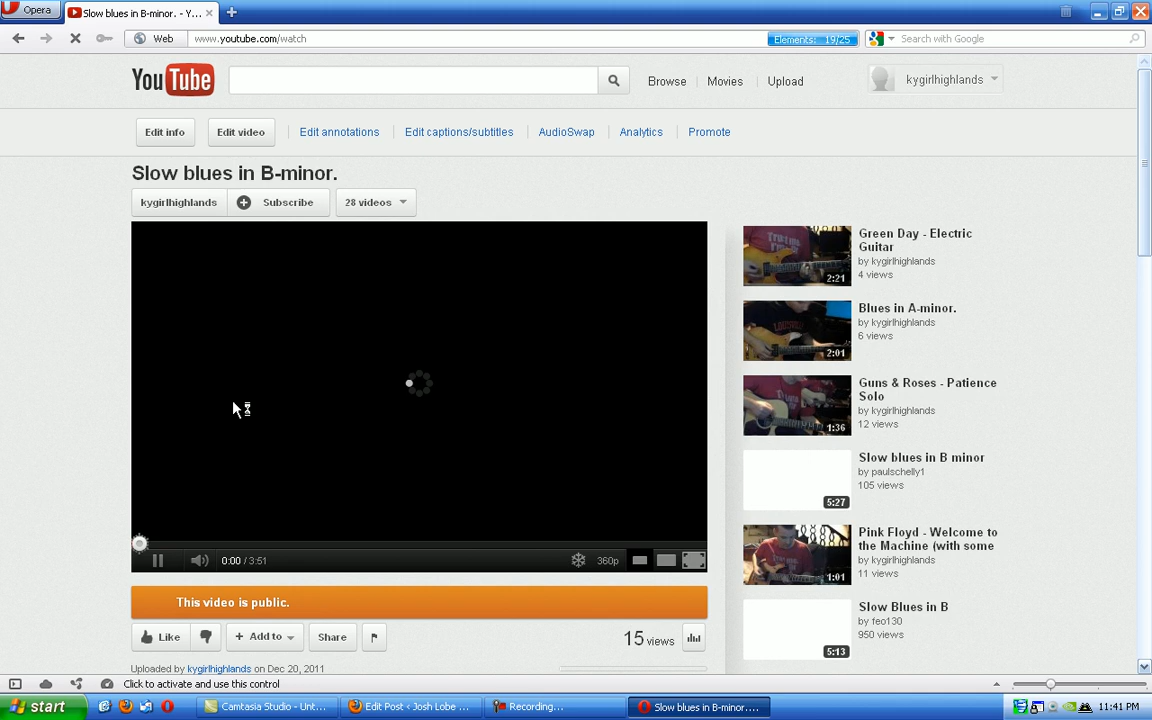 Opera
Slow blues in B-minor. - Y...
Web
www.youtube.com/watch
Elements: 19/25
Search with Google
YouTube
Browse
Movies
Upload
kygirlhighlands
Edit info
Edit video
Edit annotations
Edit captions/subtitles
AudioSwap
Analytics
Promote
Slow blues in B-minor.
kygirlhighlands
Subscribe
28 videos
0:00 / 3:51
360p
This video is public.
Like
Add to
Share
15 views
Uploaded by kygirlhighlands on Dec 20, 2011
2:21
Green Day - Electric
Guitar
by kygirlhighlands
4 views
2:01
Blues in A-minor.
by kygirlhighlands
6 views
1:36
Guns & Roses - Patience
Solo
by kygirlhighlands
12 views
5:27
Slow blues in B minor
by paulschelly1
105 views
1:01
Pink Floyd - Welcome to
the Machine (with some
by kygirlhighlands
11 views
5:13
Slow Blues in B
by feo130
950 views
Click to activate and use this control
start
Camtasia Studio - Unt...
Edit Post ‹ Josh Lobe ...
Recording...
Slow blues in B-minor....
11:41 PM